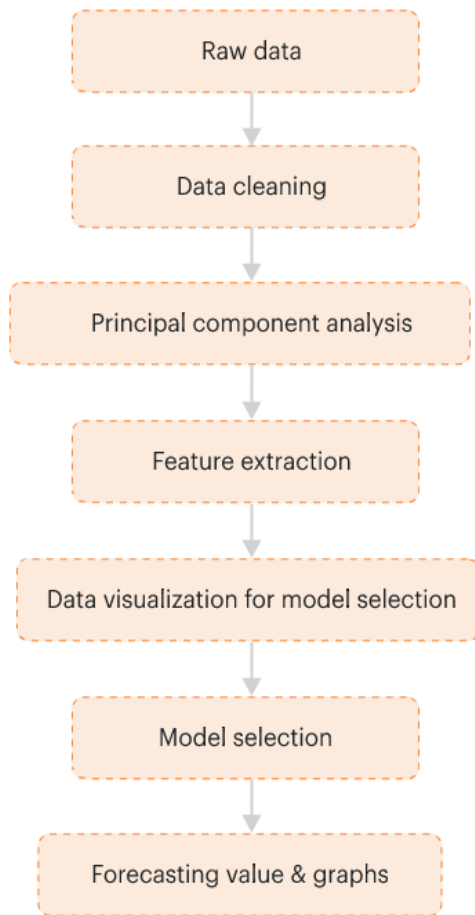 Raw data
Data cleaning
Principal component analysis
Feature extraction
Data visualization for model selection
Model selection
Forecasting value & graphs